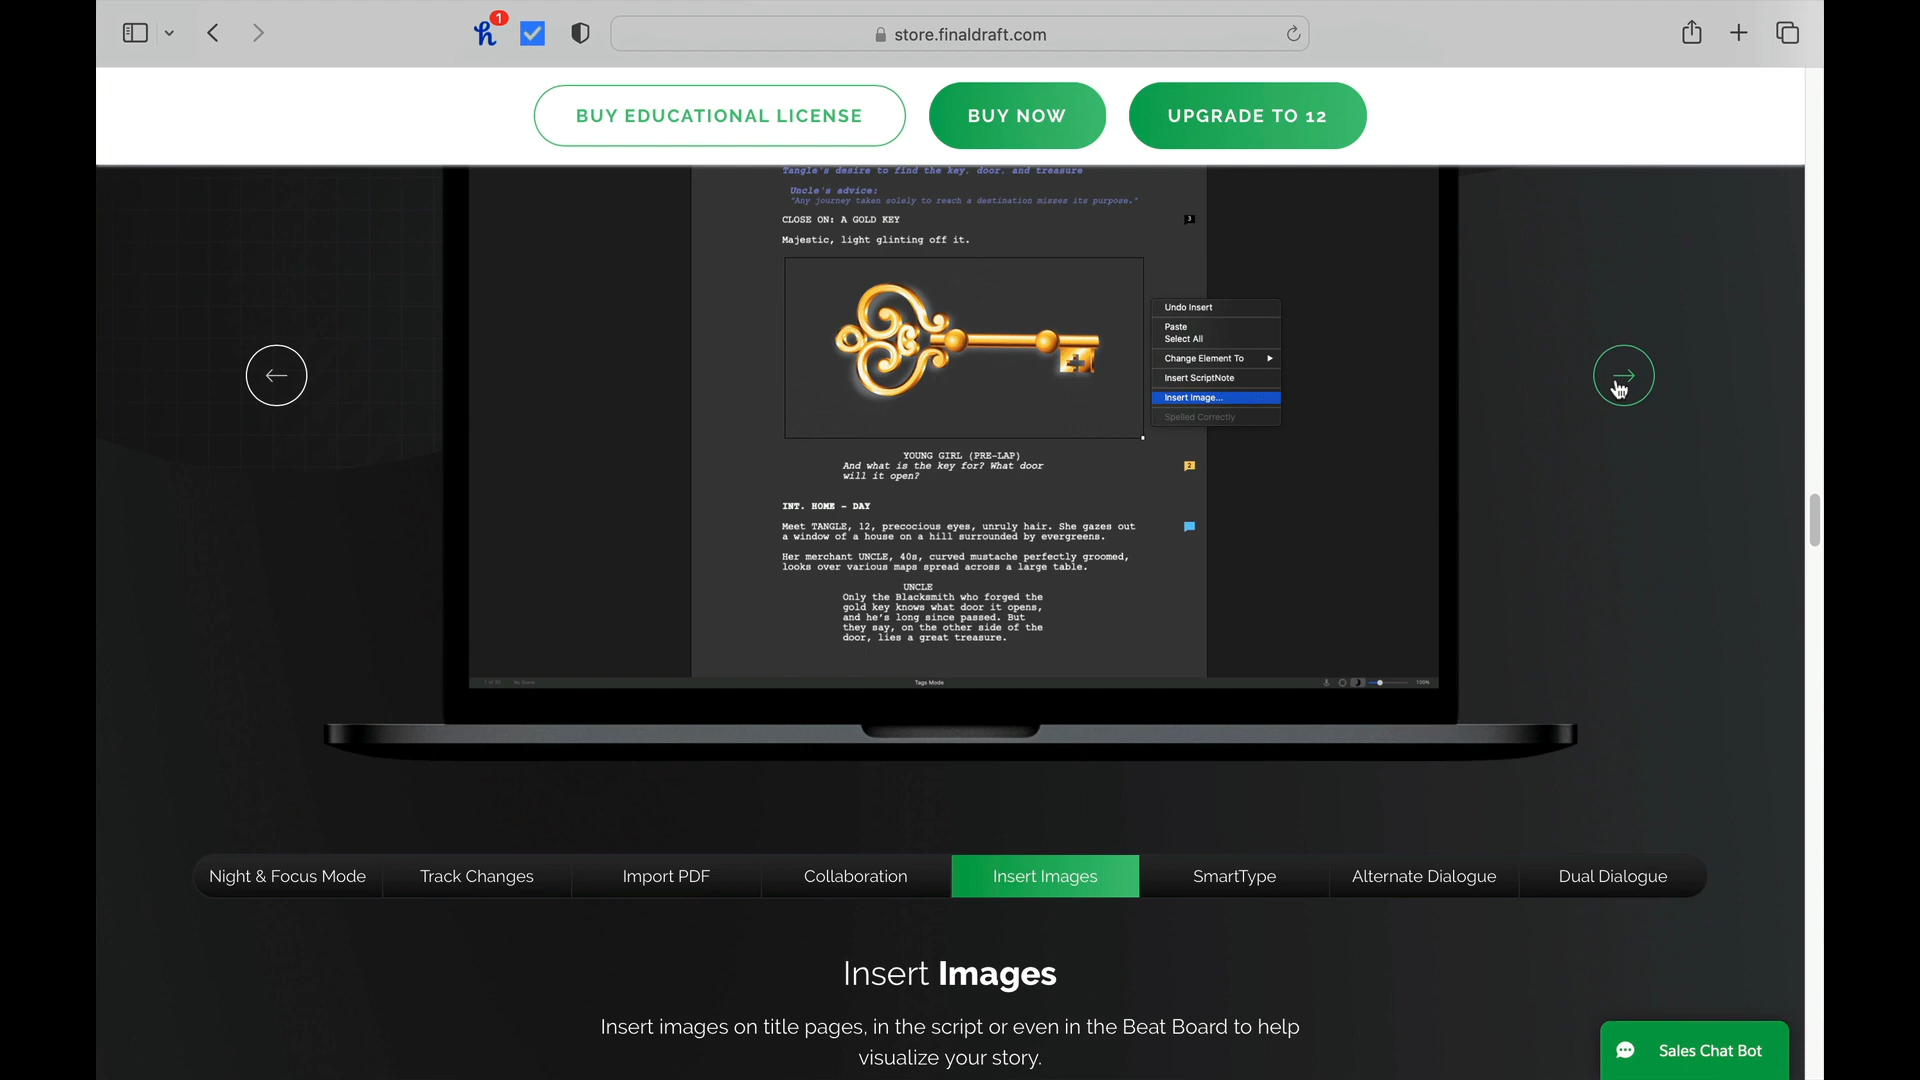 1
store.finaldraft.com
BUY EDUCATIONAL LICENSE
BUY NOW
UPGRADE TO 12
Tangle's desire to find the key, door, and treasure
Uncle's advice:
"Any journey taken solely to reach a destination misses its purpose."
CLOSE ON: A GOLD KEY
3
Majestic, light glinting off it.
Undo Insert
Paste
Select All
Change Element To
Insert ScriptNote
Insert Image...
Spelled Correctly
YOUNG GIRL (PRE-LAP)
And what is the key for? What door
will it open?
2
INT. HOME - DAY
Meet TANGLE, 12, precocious eyes, unruly hair. She gazes out
a window of a house on a hill surrounded by evergreens.
Her merchant UNCLE, 40s, curved mustache perfectly groomed,
looks over various maps spread across a large table.
UNCLE
Only the Blacksmith who forged the
gold key knows what door it opens,
and he's long since passed. But
they say, on the other side of the
door, lies a great treasure.
Tags Mode
100%
Night & Focus Mode
Track Changes
Import PDF
Collaboration
Insert Images
SmartType
Alternate Dialogue
Dual Dialogue
Insert Images
Insert images on title pages, in the script or even in the Beat Board to help
visualize your story.
Sales Chat Bot